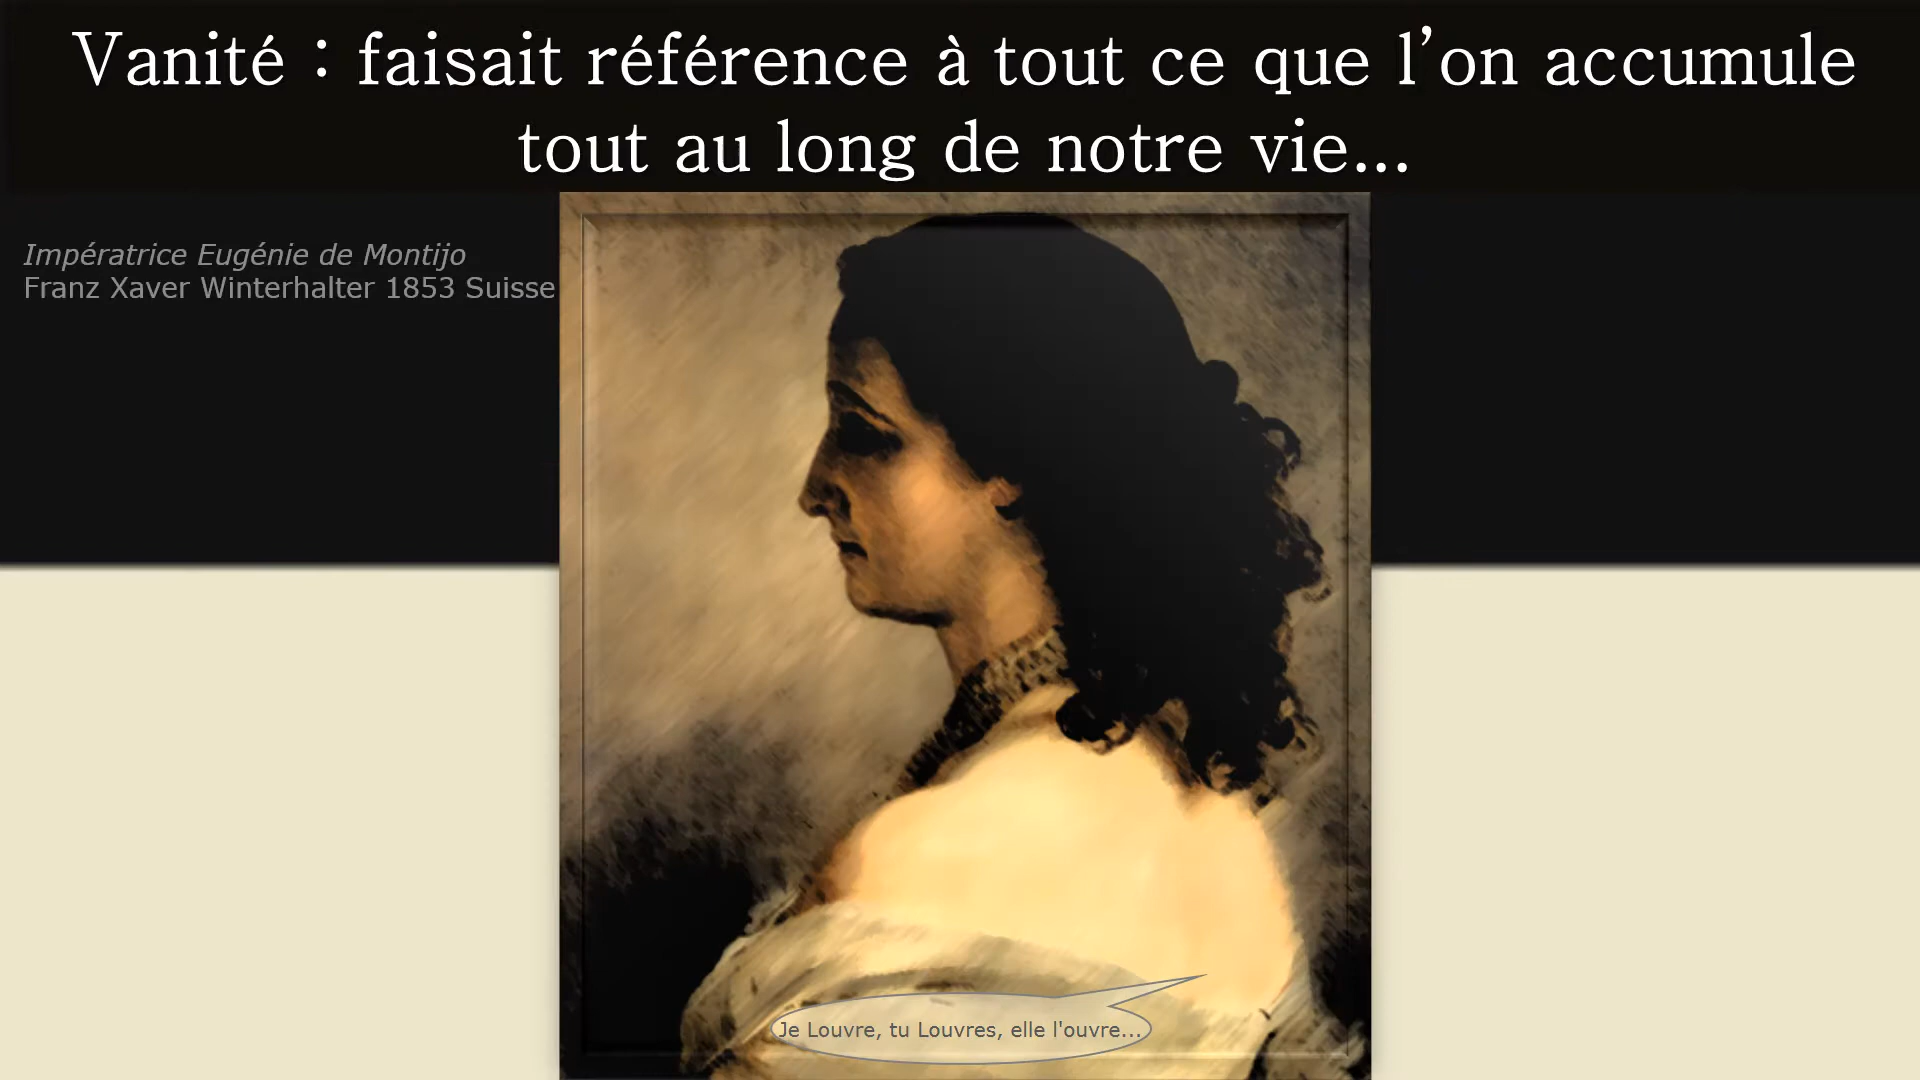 Vanité : faisait référence à tout ce que l’on accumule
tout au long de notre vie...
Impératrice Eugénie de Montijo
Franz Xaver Winterhalter 1853 Suisse
Je Louvre, tu Louvres, elle l'ouvre...